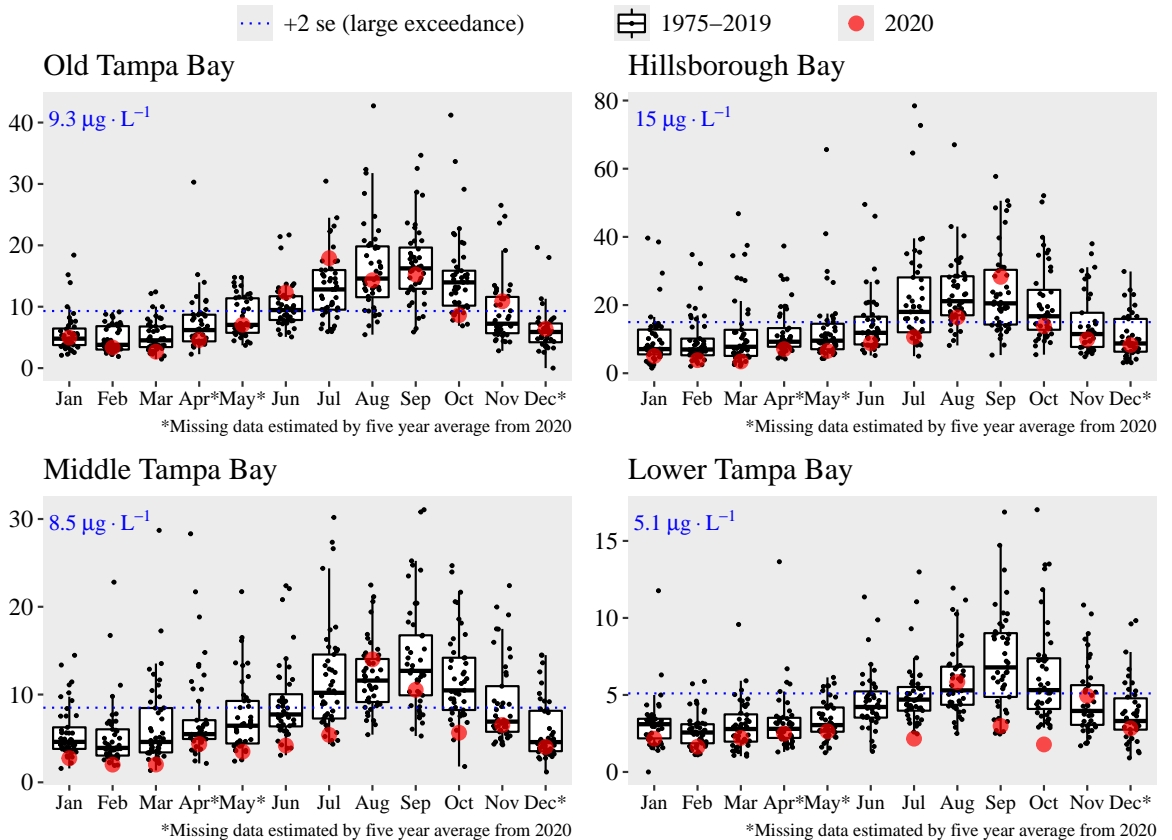 +2 se (large exceedance) 1975−2019 2020
Old Tampa Bay
9.3 μg · L⁻¹
40
30
20
10
0
Jan Feb Mar Apr* May* Jun Jul Aug Sep Oct Nov Dec*
*Missing data estimated by five year average from 2020
Hillsborough Bay
15 μg · L⁻¹
80
60
40
20
0
Jan Feb Mar Apr* May* Jun Jul Aug Sep Oct Nov Dec*
*Missing data estimated by five year average from 2020
Middle Tampa Bay
8.5 μg · L⁻¹
30
20
10
0
Jan Feb Mar Apr* May* Jun Jul Aug Sep Oct Nov Dec*
*Missing data estimated by five year average from 2020
Lower Tampa Bay
5.1 μg · L⁻¹
15
10
5
0
Jan Feb Mar Apr* May* Jun Jul Aug Sep Oct Nov Dec*
*Missing data estimated by five year average from 2020